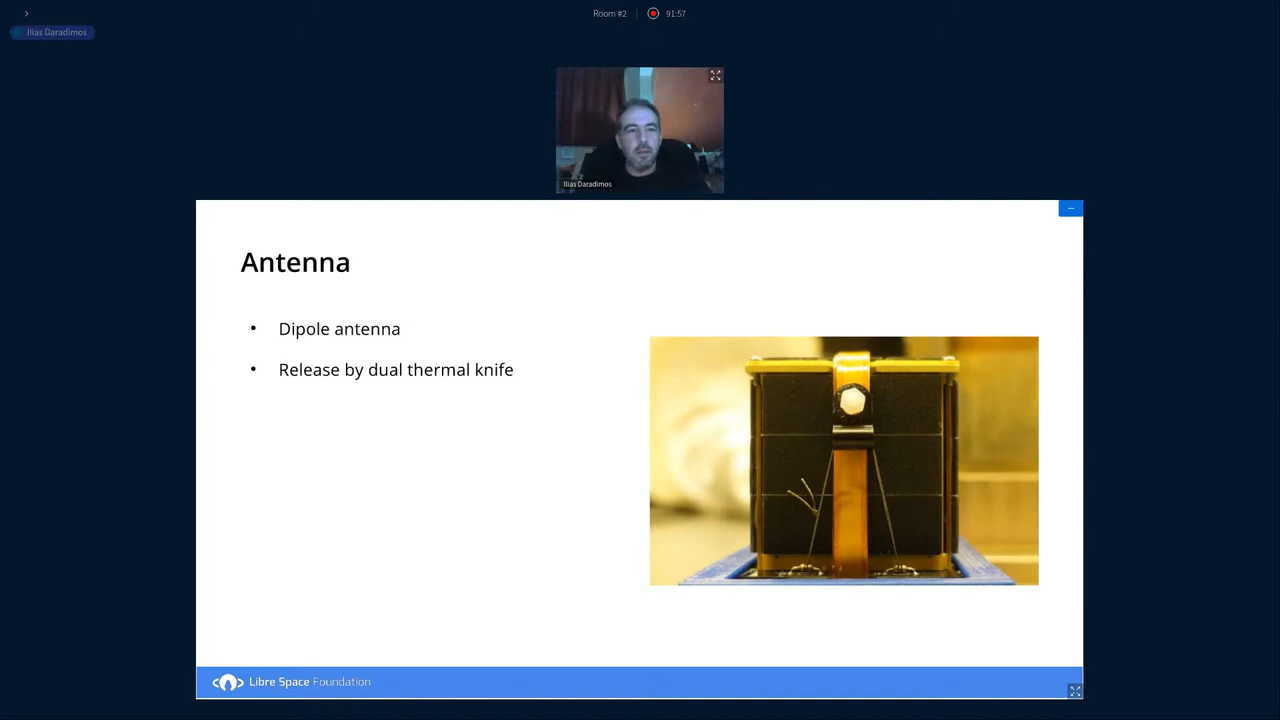 Room #2
91:57
Ilias Daradimos
Ilias Daradimos
Antenna
• Dipole antenna
• Release by dual thermal knife
Libre Space Foundation